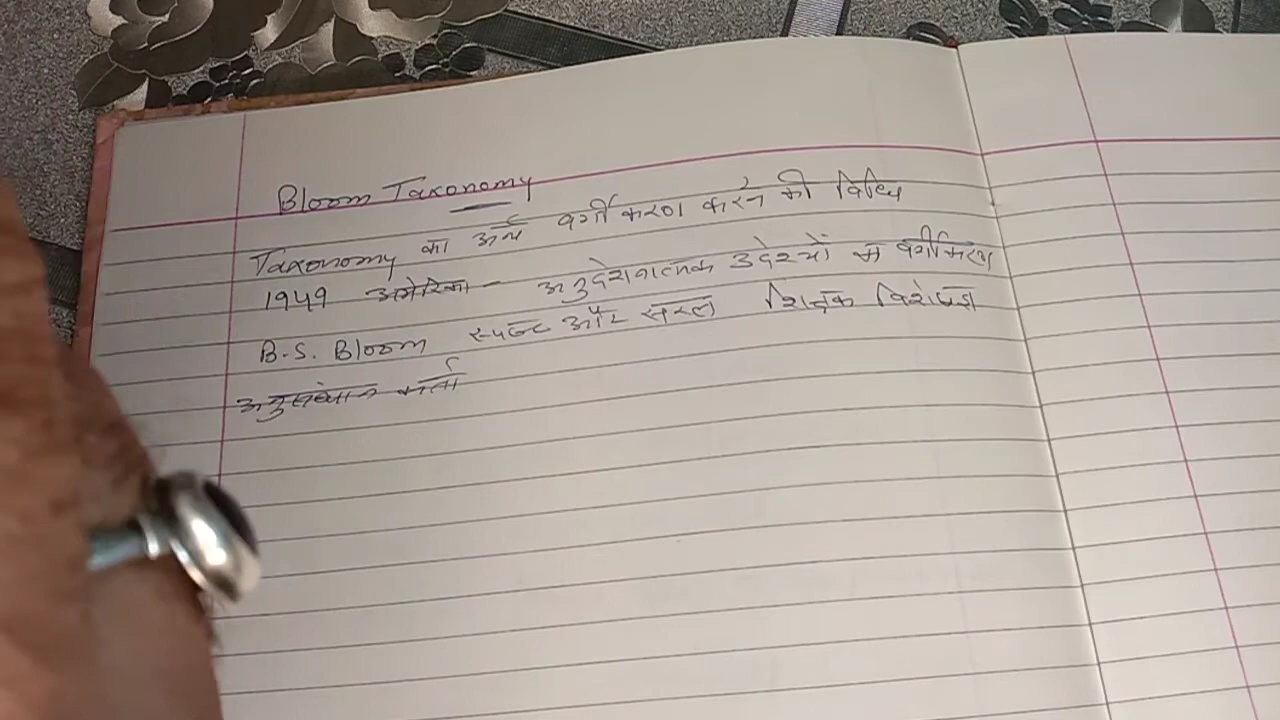 Bloom Taxonomy
Taxonomy का अर्थ वर्गीकरण करने की विधि
1949 अमेरिका - अनुदेशनात्मक उदेश्यों का वर्गीकरण
B.S. Bloom स्पष्ट और सरल शिक्षक विशेषज्ञ
अनुसंधान कर्ता